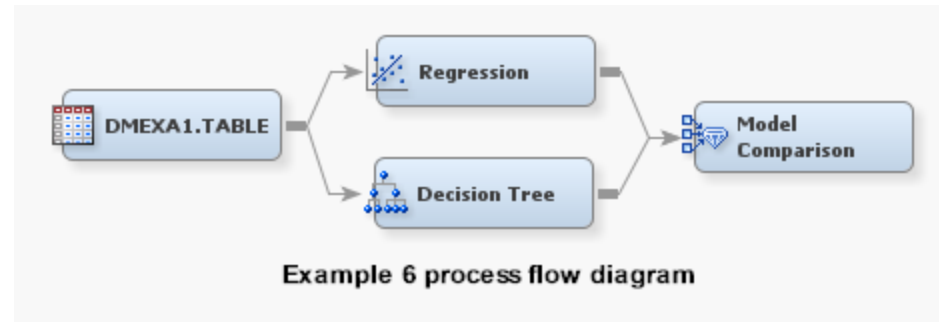 DMEXA1.TABLE
Regression
Decision Tree
Model
Comparison
Example 6 process flow diagram